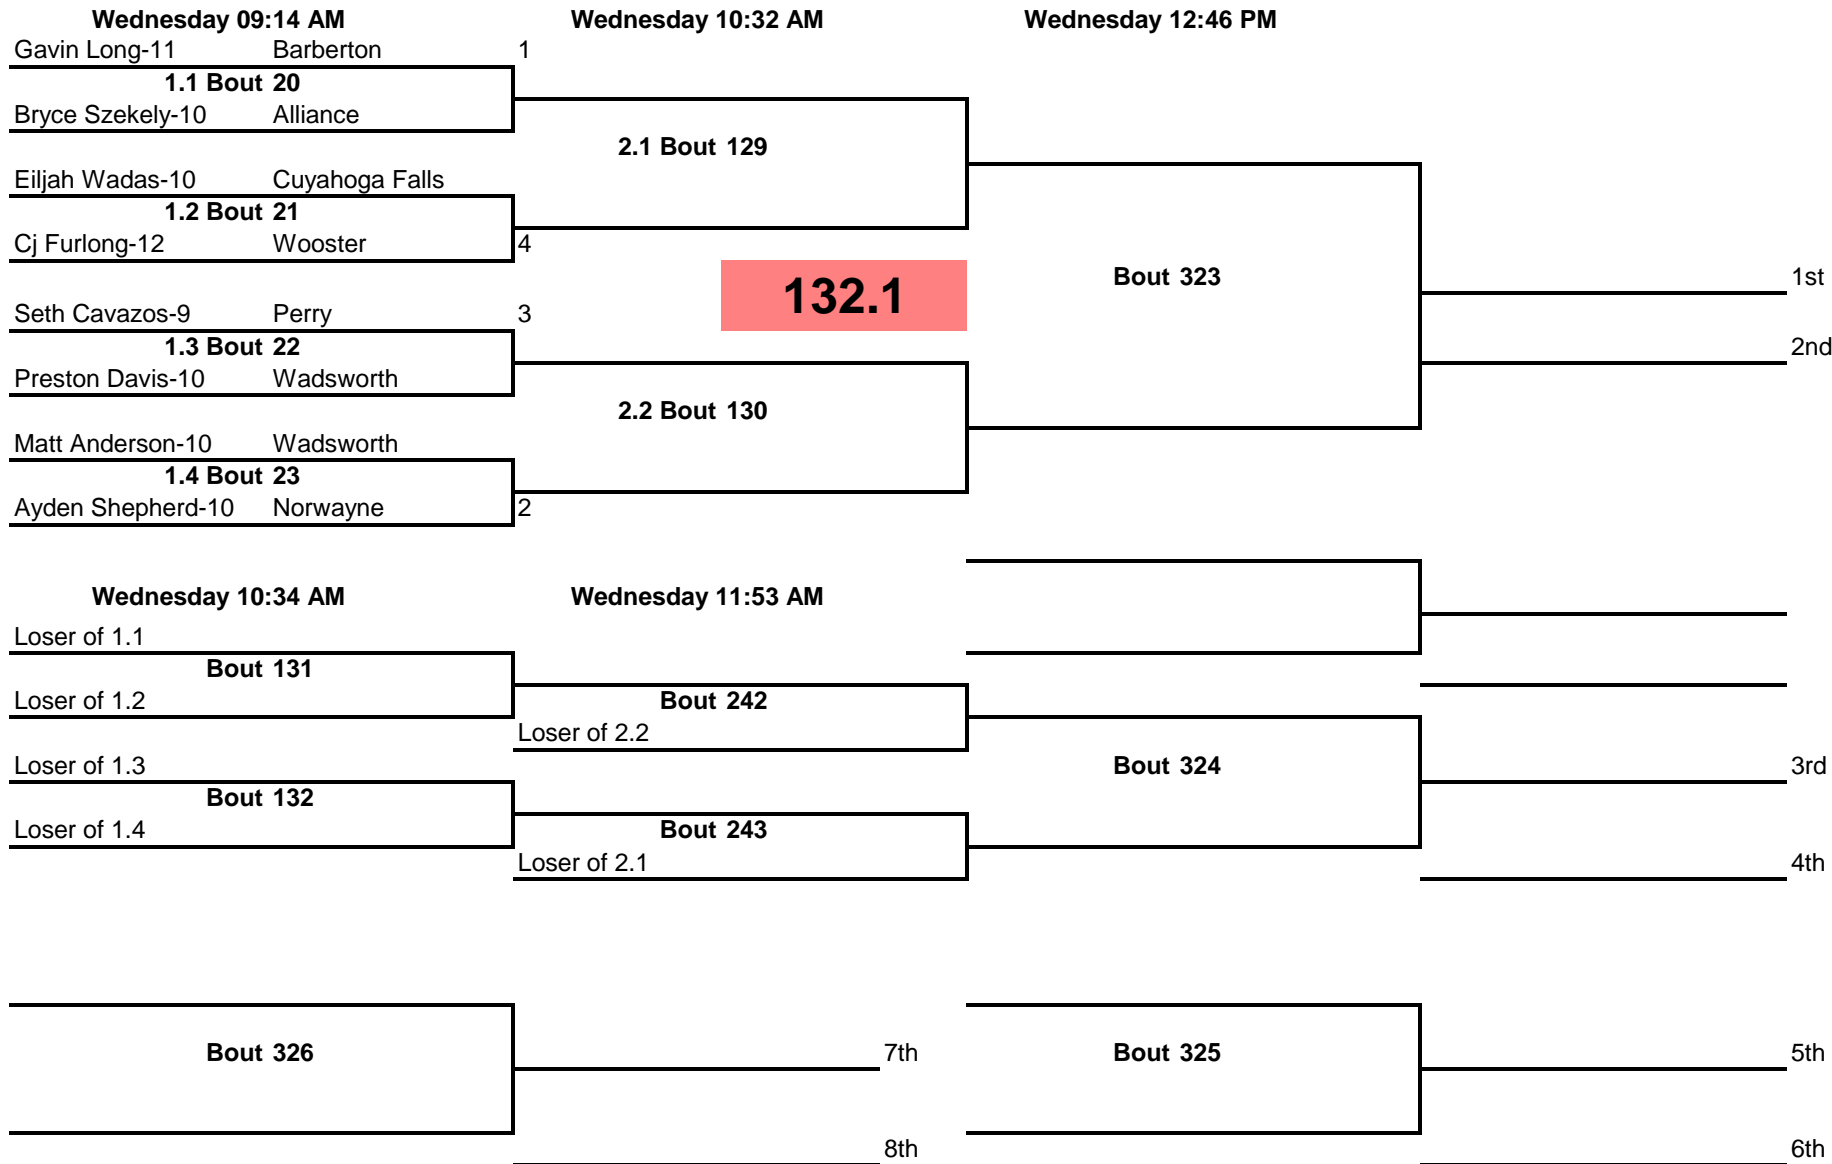 Wednesday 09:14 AM Wednesday 10:32 AM Wednesday 12:46 PM
Gavin Long-11 Barberton 1
1.1 Bout 20
Bryce Szekely-10 Alliance
2.1 Bout 129
Eiljah Wadas-10 Cuyahoga Falls
1.2 Bout 21
Cj Furlong-12 Wooster 4
132.1 Bout 323 1st
Seth Cavazos-9 Perry 3
1.3 Bout 22 2nd
Preston Davis-10 Wadsworth
2.2 Bout 130
Matt Anderson-10 Wadsworth
1.4 Bout 23
Ayden Shepherd-10 Norwayne 2
Wednesday 10:34 AM Wednesday 11:53 AM
Loser of 1.1
Bout 131
Loser of 1.2 Bout 242
Loser of 2.2
Loser of 1.3 Bout 324 3rd
Bout 132
Loser of 1.4 Bout 243
Loser of 2.1 4th
Bout 326 7th Bout 325 5th
8th 6th